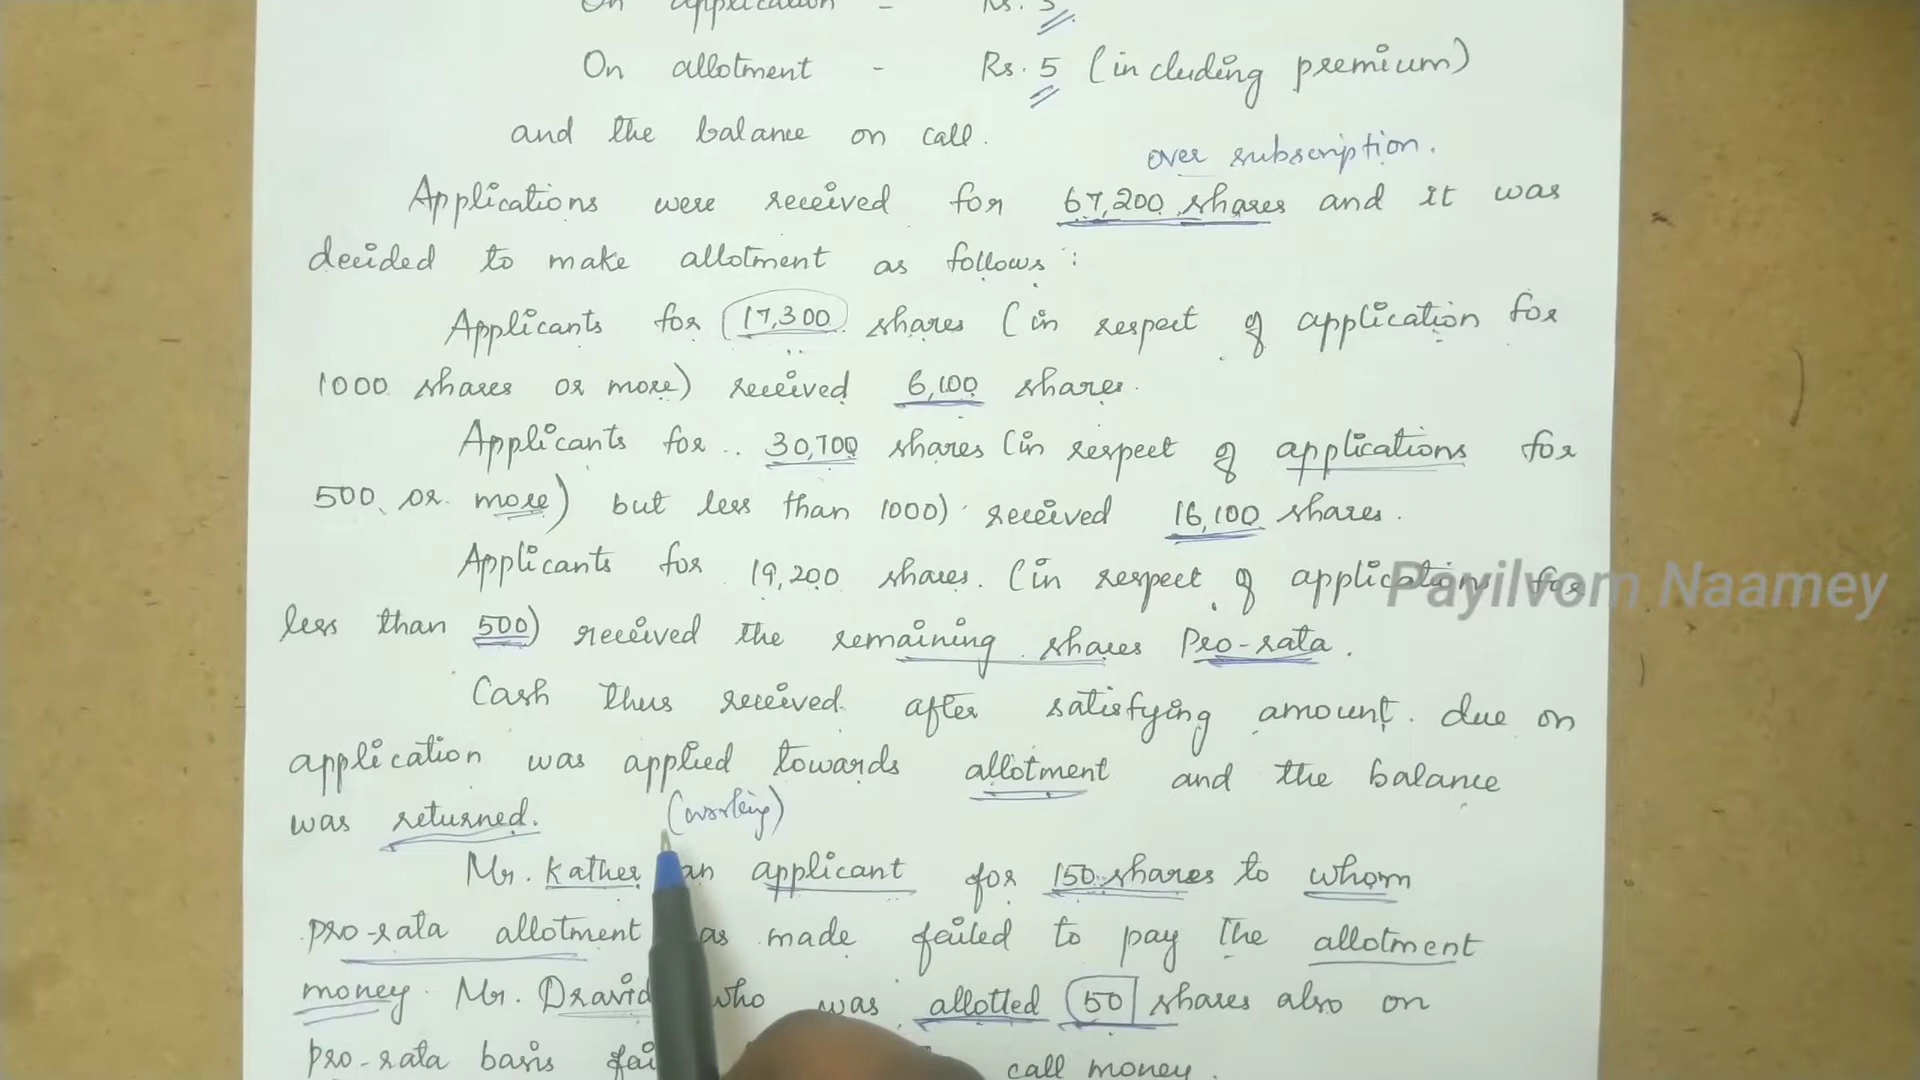 On application - Rs. 3
On allotment - Rs. 5 (including premium)
and the balance on call.
over subscription.
Applications were received for 67,200 shares and it was
decided to make allotment as follows :
Applicants for 17,300 shares (in respect of application for
1000 shares or more) received 6,100 shares.
Applicants for 30,700 shares (in respect of applications for
500 or more) but less than 1000) received 16,100 shares.
Applicants for 19,200 shares. (in respect of applications for
less than 500) received the remaining shares Pro-rata.
Payilvom Naamey
Cash thus received after satisfying amount due on
application was applied towards allotment and the balance
was returned. (working)
Mr. Kather an applicant for 150 shares to whom
pro-rata allotment as made failed to pay the allotment
money. Mr. Dravid who was allotted 50 shares also on
pro-rata basis fai call money.